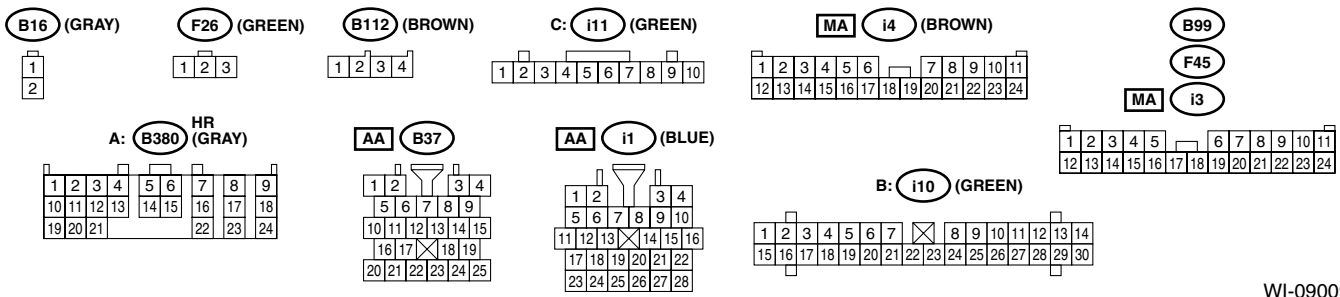 B16 (GRAY) F26 (GREEN) B112 (BROWN) C: i11 (GREEN) MA i4 (BROWN) B99
F45
MA i3
1
2
1 2 3
1 2 3 4
1 2 3 4 5 6 7 8 9 10
1 2 3 4 5 6 7 8 9 10 11
12 13 14 15 16 17 18 19 20 21 22 23 24
1 2 3 4 5 6 7 8 9 10 11
12 13 14 15 16 17 18 19 20 21 22 23 24
A: B380 HR (GRAY)
1 2 3 4 5 6 7 8 9
10 11 12 13 14 15 16 17 18
19 20 21 22 23 24
AA B37
1 2 3 4
5 6 7 8 9
10 11 12 13 14 15
16 17 18 19
20 21 22 23 24 25
AA i1 (BLUE)
1 2 3 4
5 6 7 8 9 10
11 12 13 14 15 16
17 18 19 20 21 22
23 24 25 26 27 28
B: i10 (GREEN)
1 2 3 4 5 6 7 8 9 10 11 12 13 14
15 16 17 18 19 20 21 22 23 24 25 26 27 28 29 30